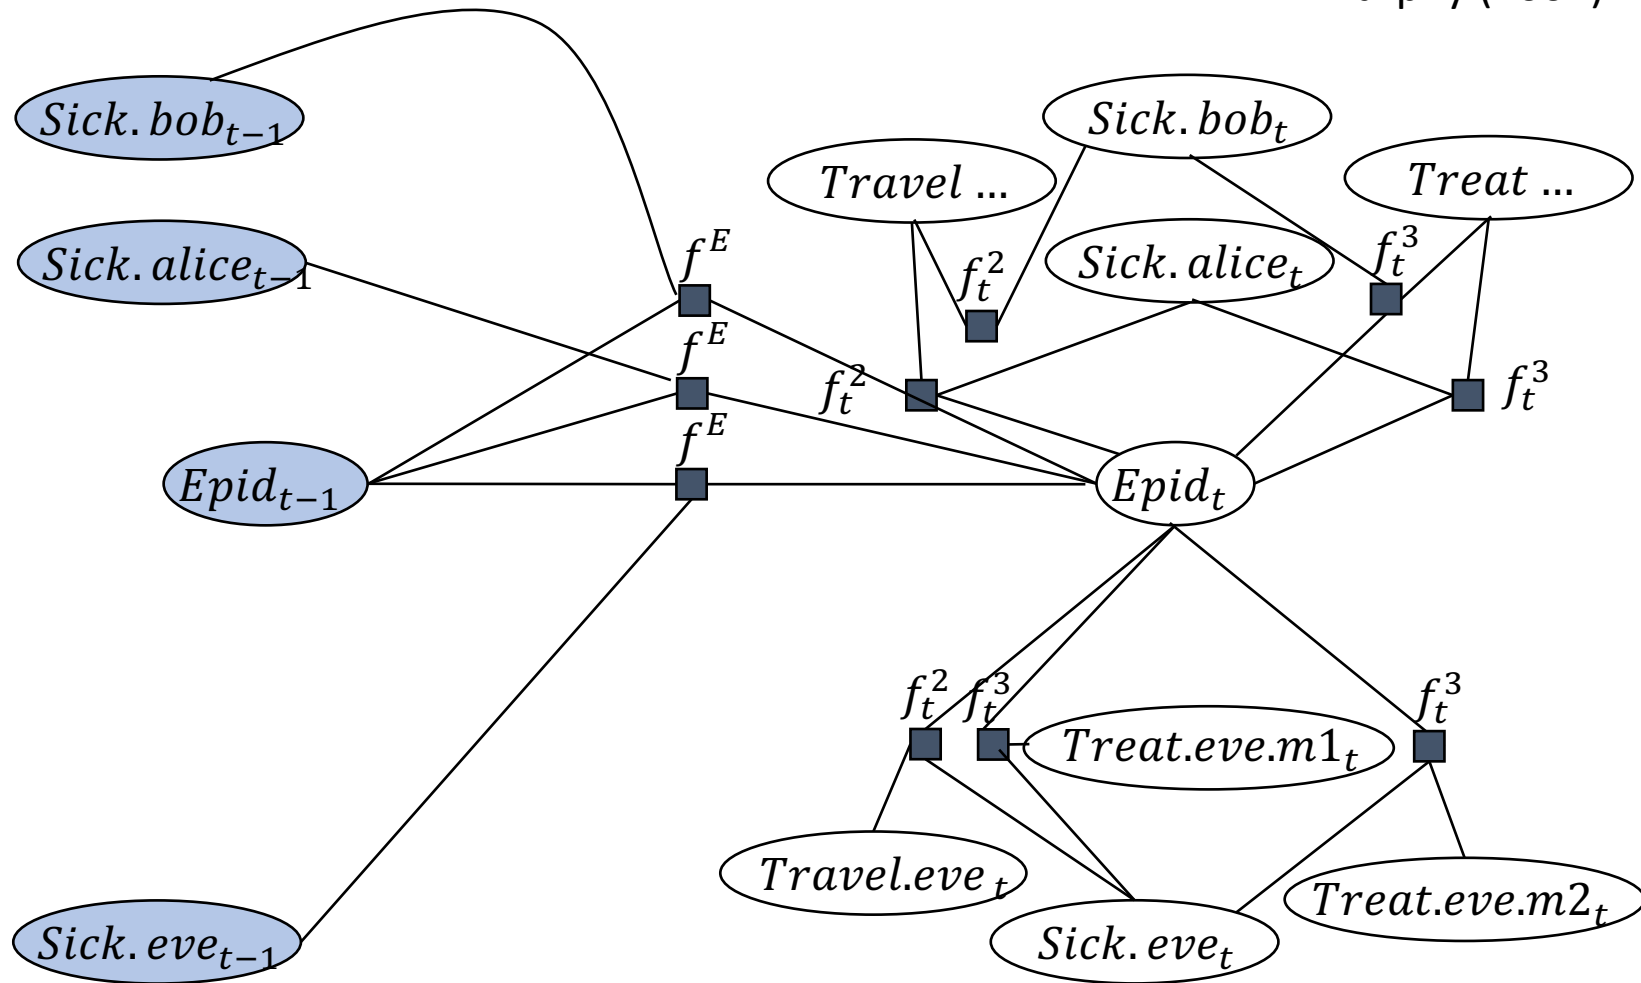 Sick.bob_{t−1}
Sick.bob_t
Travel ...
Treat ...
Sick.alice_{t−1}
f^E
f_t^2
Sick.alice_t
f_t^3
f^E
f_t^2
f_t^3
f^E
Epid_{t−1}
Epid_t
f_t^2
f_t^3
f_t^3
Treat.eve.m1_t
Travel.eve_t
Treat.eve.m2_t
Sick.eve_{t−1}
Sick.eve_t